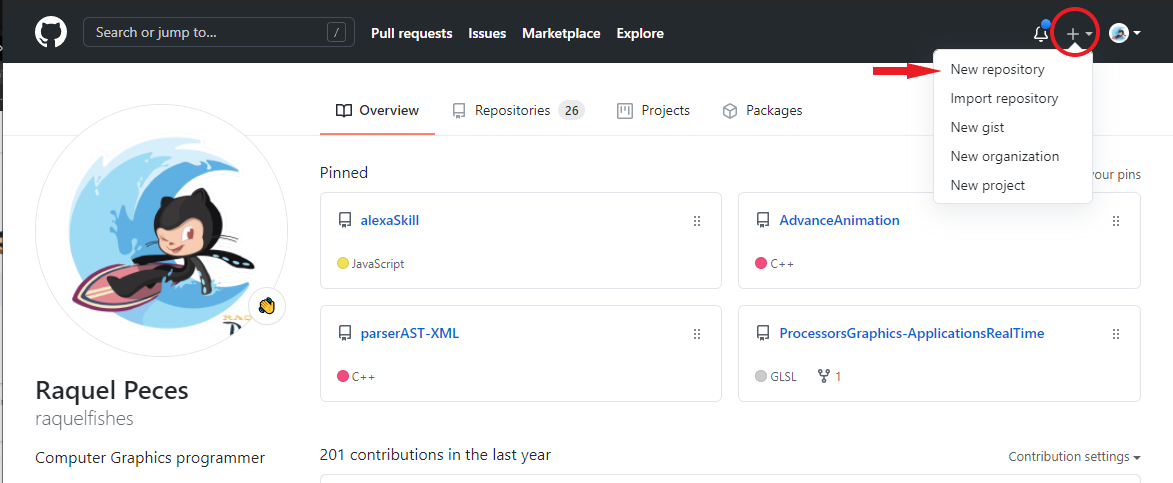 Search or jump to... /
Pull requests Issues Marketplace Explore
New repository
Import repository
New gist
New organization
New project
Overview Repositories 26 Projects Packages
Pinned
your pins
alexaSkill
JavaScript
AdvanceAnimation
C++
parserAST-XML
C++
ProcessorsGraphics-ApplicationsRealTime
GLSL 1
Raquel Peces
raquelfishes
Computer Graphics programmer
201 contributions in the last year
Contribution settings